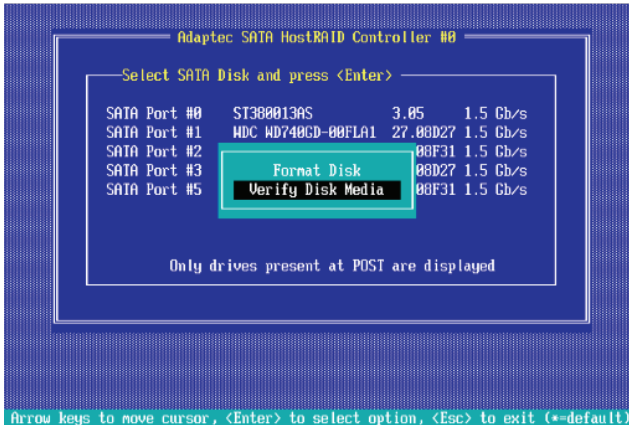 Adaptec SATA HostRAID Controller #0
Select SATA Disk and press <Enter>
SATA Port #0 ST380013AS 3.05 1.5 Gb/s
SATA Port #1 WDC WD740GD-00FLA1 27.08D27 1.5 Gb/s
SATA Port #2 08F31 1.5 Gb/s
SATA Port #3 08D27 1.5 Gb/s
SATA Port #5 08F31 1.5 Gb/s
Format Disk
Verify Disk Media
Only drives present at POST are displayed
Arrow keys to move cursor, <Enter> to select option, <Esc> to exit (*=default)